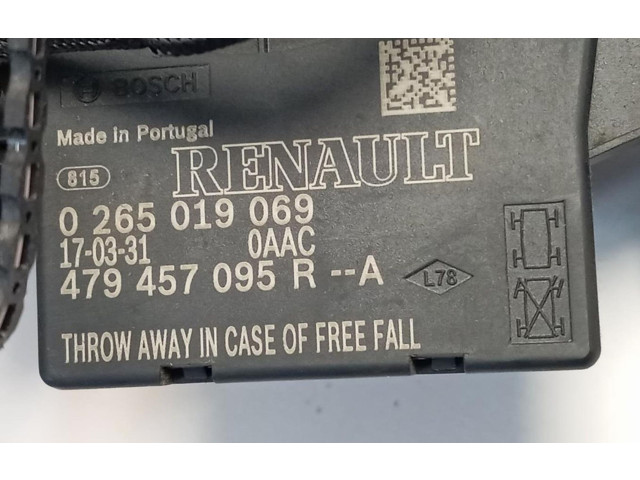 BOSCH
Made in Portugal
815
RENAULT
0 265 019 069
17-03-31 0AAC
479 457 095 R --A
L78
THROW AWAY IN CASE OF FREE FALL